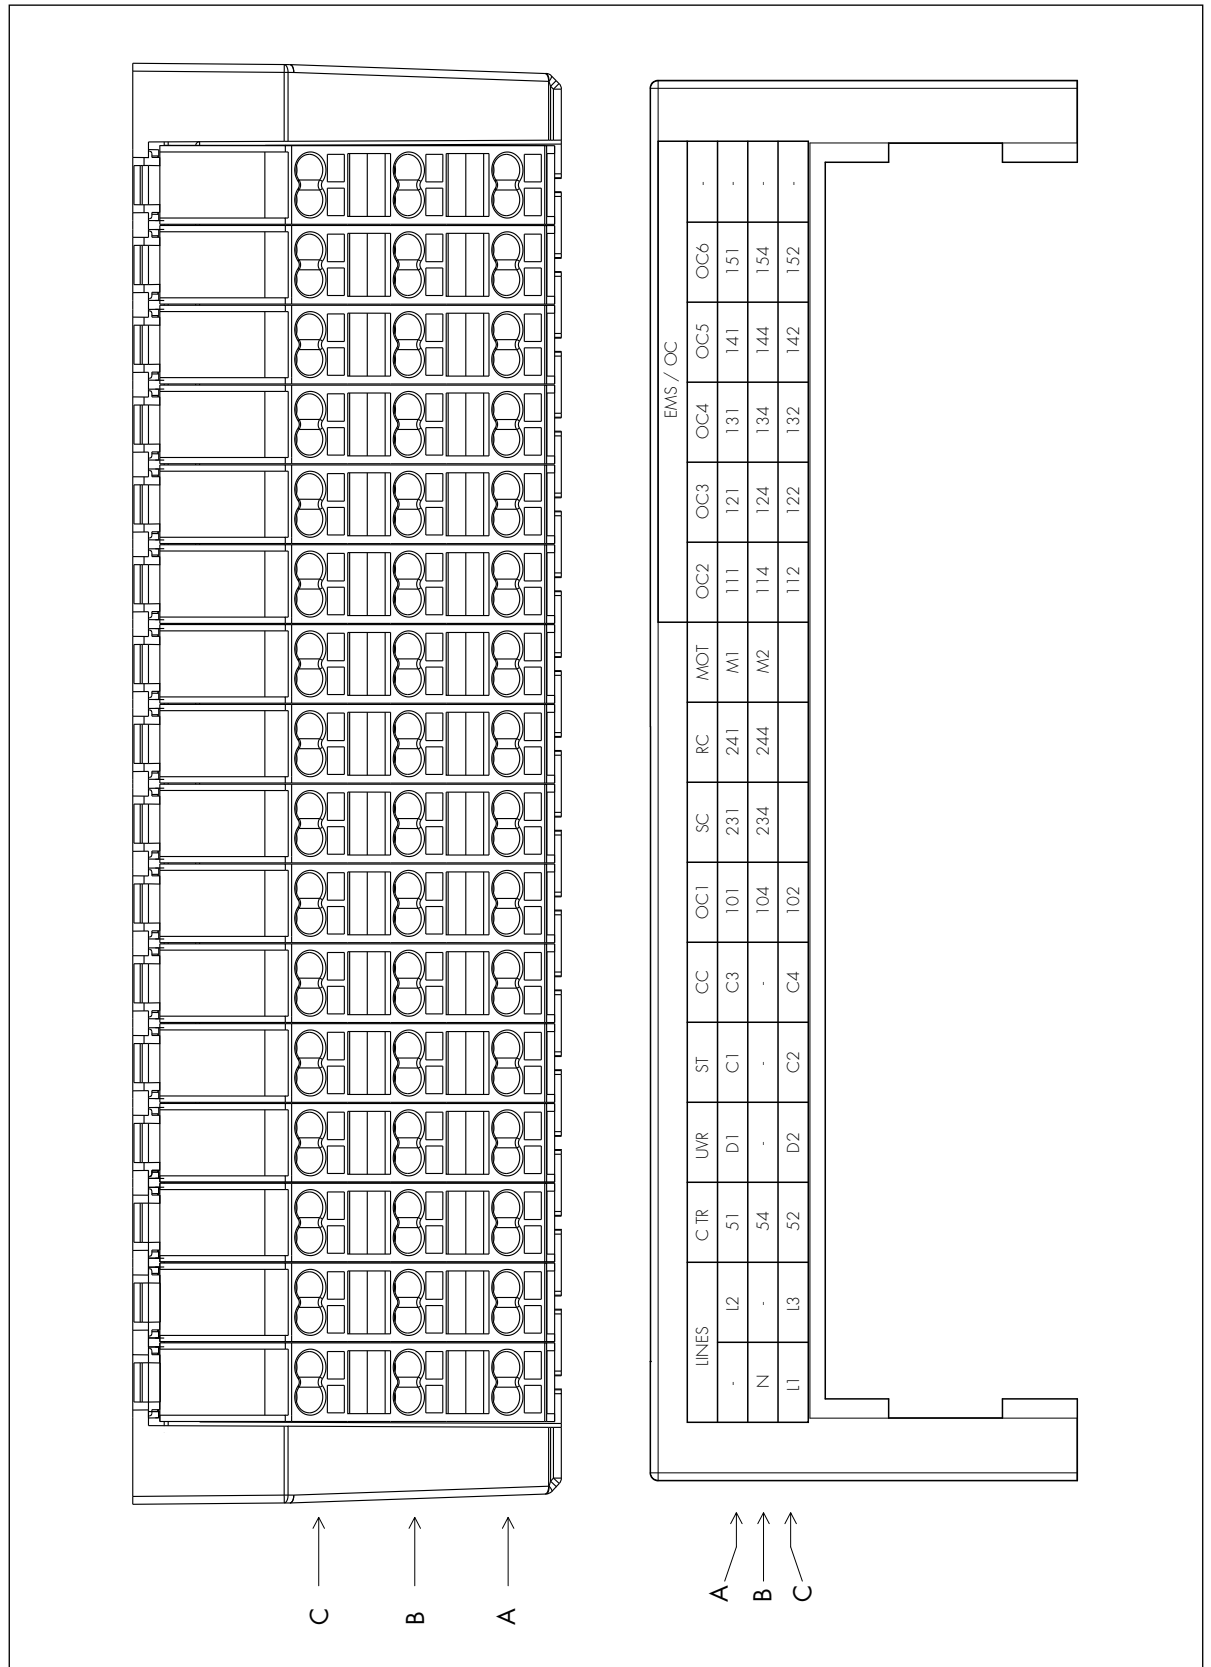 EMS / OC
LINES C TR UVR ST CC OC1 SC RC MOT OC2 OC3 OC4 OC5 OC6 -
A - L2 51 D1 C1 C3 101 231 241 M1 111 121 131 141 151 -
B N - 54 - - - 104 234 244 M2 114 124 134 144 154 -
C L1 L3 52 D2 C2 C4 102 112 122 132 142 152 -
C
B
A